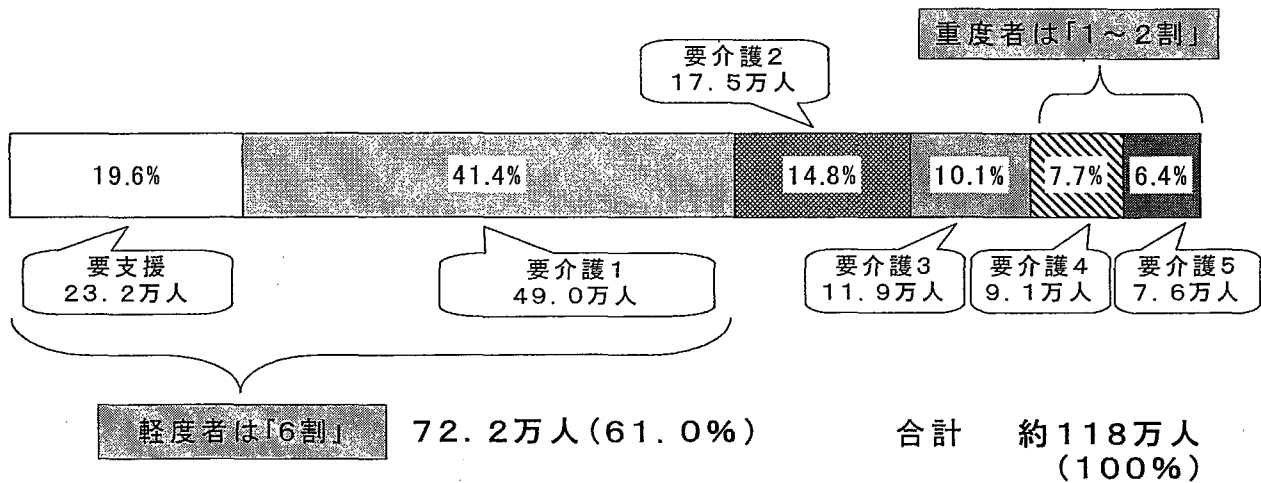 重度者は「1～2割」
要介護2
17.5万人
19.6%
41.4%
14.8%
10.1%
7.7%
6.4%
要支援
23.2万人
要介護1
49.0万人
要介護3
11.9万人
要介護4
9.1万人
要介護5
7.6万人
軽度者は「6割」
72.2万人(61.0%)
合計 約118万人
(100%)